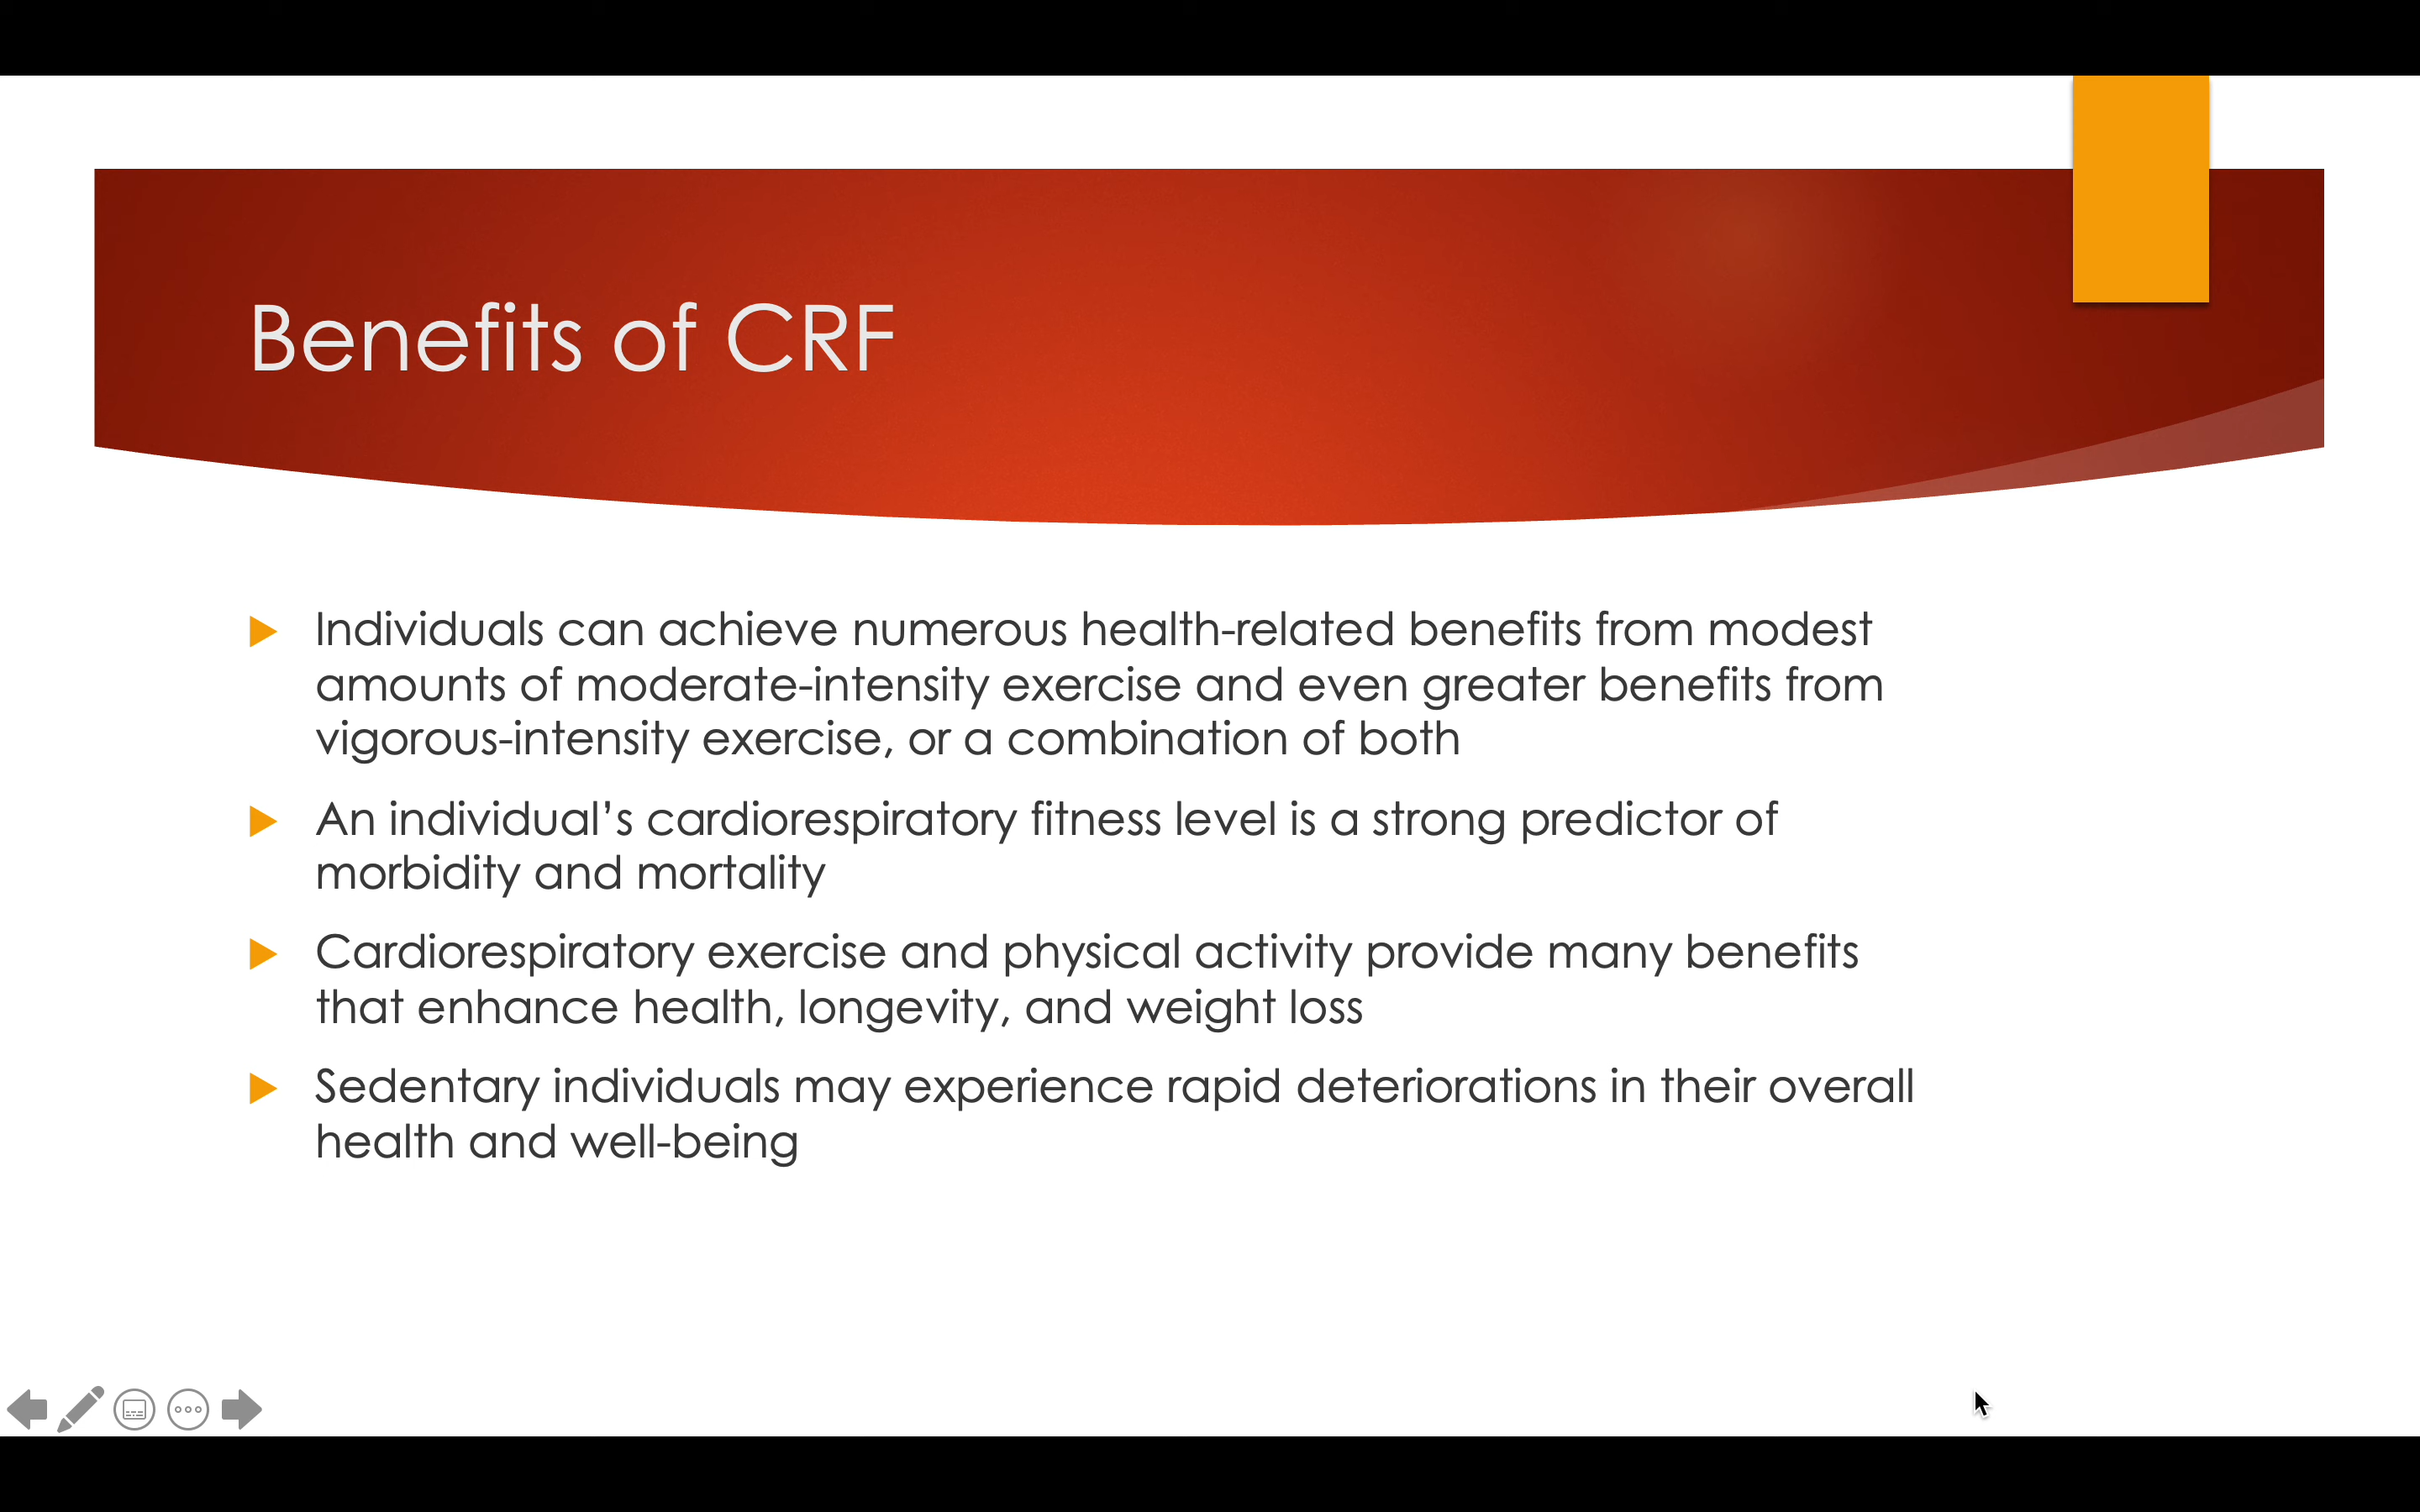 Benefits of CRF
Individuals can achieve numerous health-related benefits from modest
amounts of moderate-intensity exercise and even greater benefits from
vigorous-intensity exercise, or a combination of both
An individual’s cardiorespiratory fitness level is a strong predictor of
morbidity and mortality
Cardiorespiratory exercise and physical activity provide many benefits
that enhance health, longevity, and weight loss
Sedentary individuals may experience rapid deteriorations in their overall
health and well-being